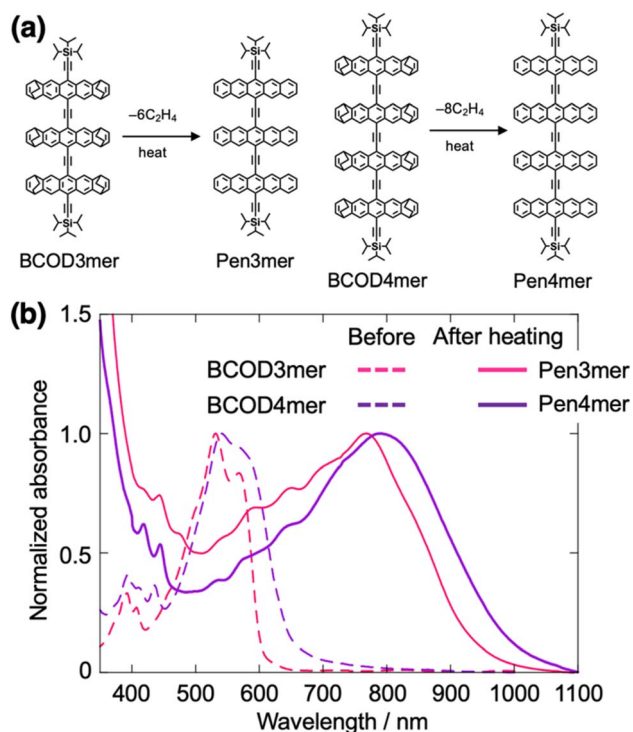 (a)
Si
Si
Si
Si
–6C₂H₄
heat
–8C₂H₄
heat
Si
Si
BCOD3mer
Pen3mer
Si
Si
BCOD4mer
Pen4mer
(b)
1.5
Before After heating
BCOD3mer Pen3mer
BCOD4mer Pen4mer
1.0
0.5
0
Normalized absorbance
400 500 600 700 800 900 1000 1100
Wavelength / nm